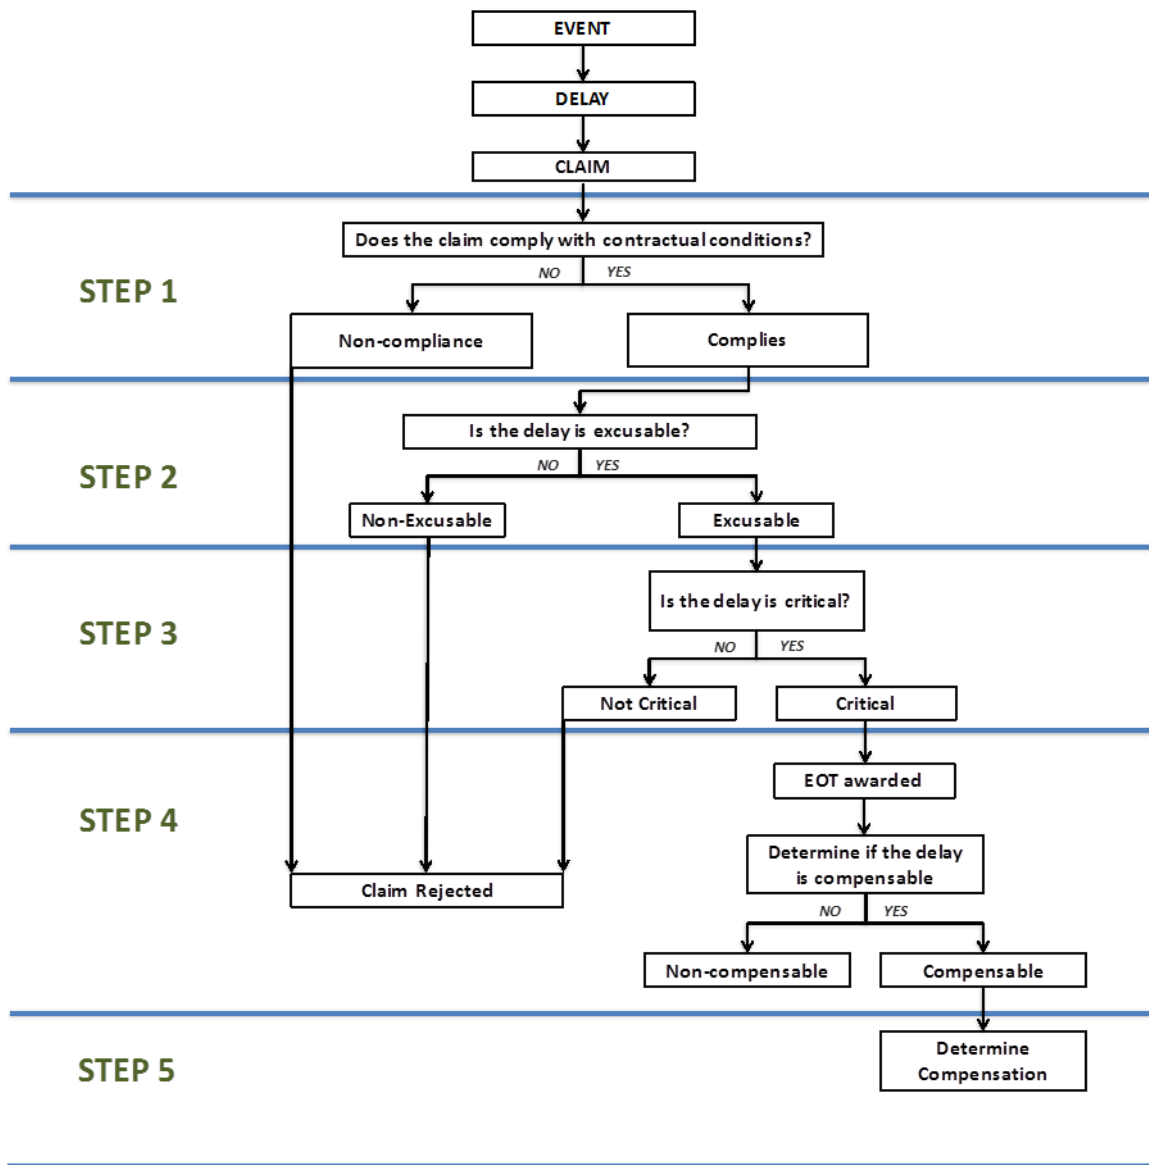 EVENT
DELAY
CLAIM
Does the claim comply with contractual conditions?
NO YES
STEP 1
Non-compliance
Complies
Is the delay is excusable?
NO YES
STEP 2
Non-Excusable
Excusable
Is the delay is critical?
STEP 3
NO YES
Not Critical
Critical
EOT awarded
STEP 4
Determine if the delay
is compensable
Claim Rejected
NO YES
Non-compensable
Compensable
STEP 5
Determine
Compensation